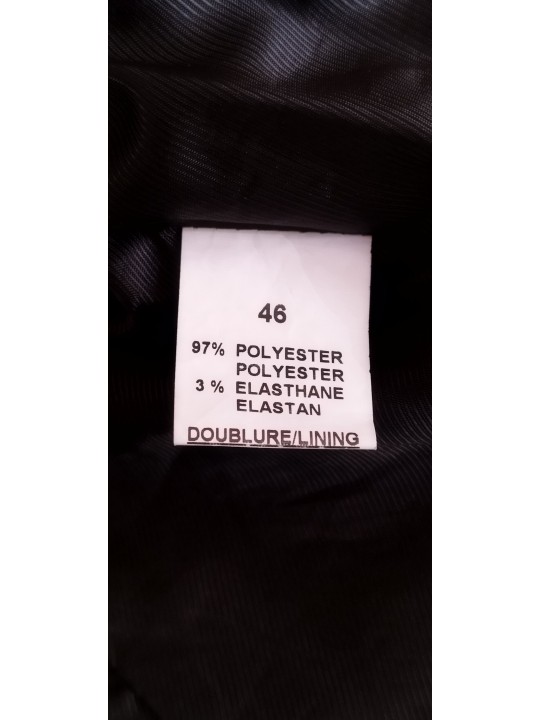 46
97% POLYESTER
POLYESTER
3 % ELASTHANE
ELASTAN
DOUBLURE/LINING